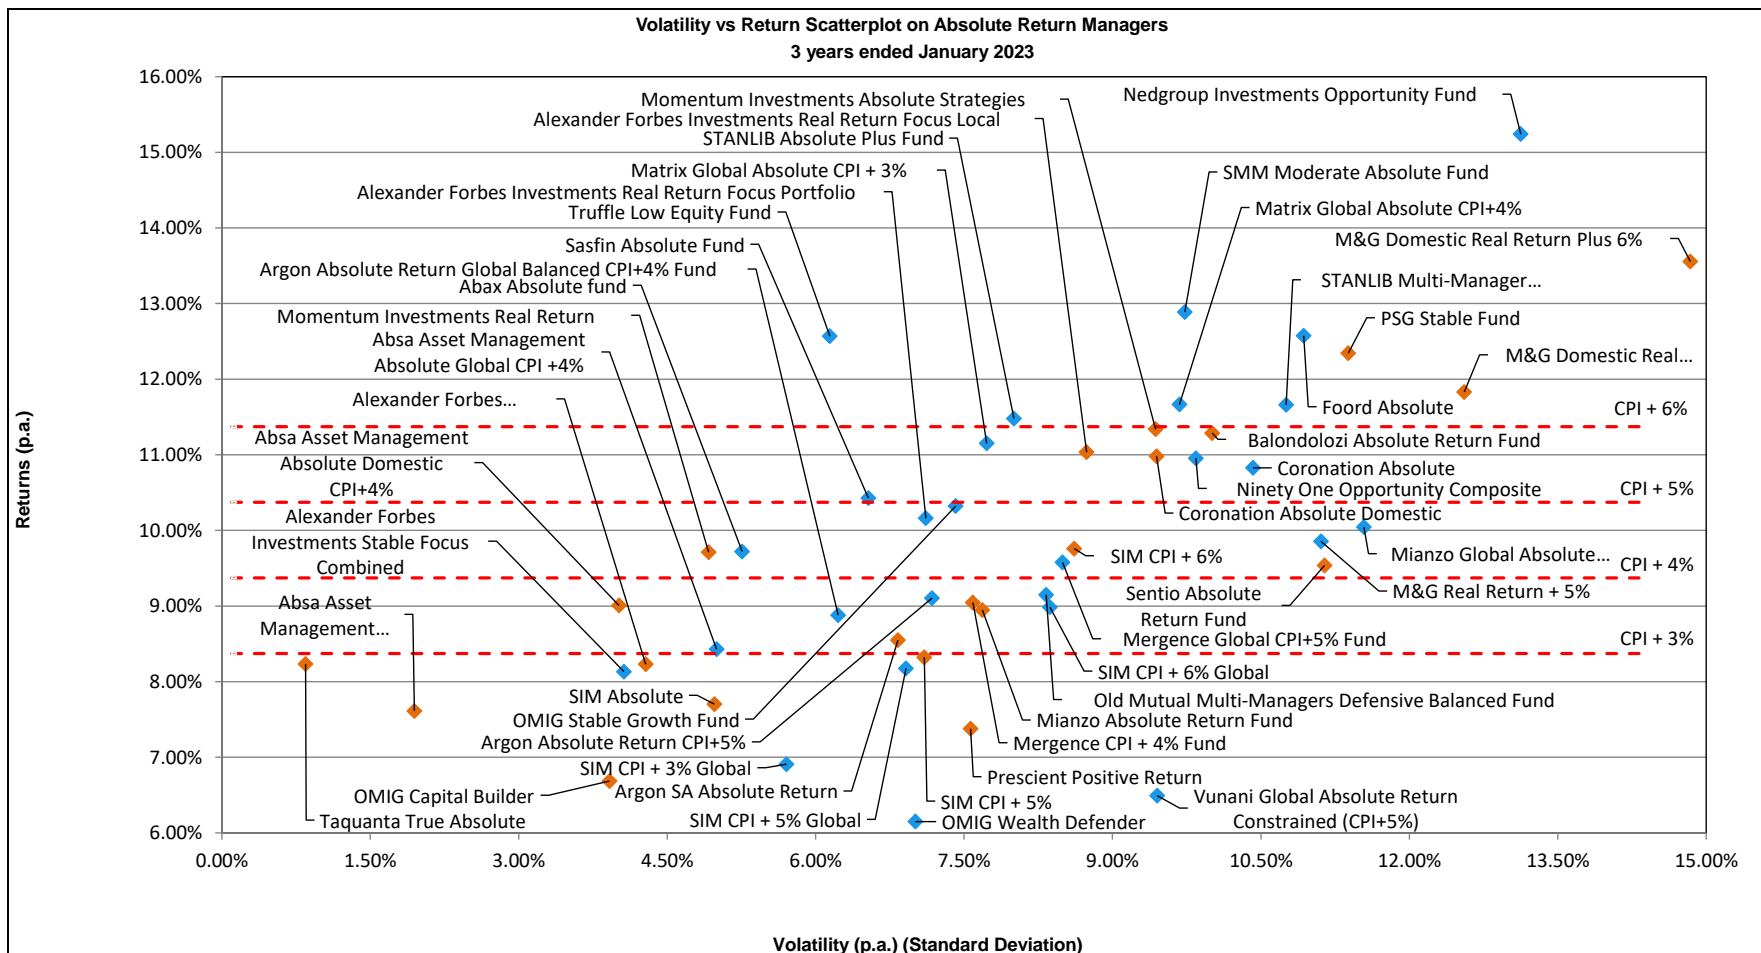 Volatility vs Return Scatterplot on Absolute Return Managers
3 years ended January 2023
Returns (p.a.)
16.00%
15.00%
14.00%
13.00%
12.00%
11.00%
10.00%
9.00%
8.00%
7.00%
6.00%
Momentum Investments Absolute Strategies
Alexander Forbes Investments Real Return Focus Local
STANLIB Absolute Plus Fund
Matrix Global Absolute CPI + 3%
Alexander Forbes Investments Real Return Focus Portfolio
Truffle Low Equity Fund
Sasfin Absolute Fund
Argon Absolute Return Global Balanced CPI+4% Fund
Abax Absolute fund
Momentum Investments Real Return
Absa Asset Management
Absolute Global CPI +4%
Alexander Forbes...
Absa Asset Management
Absolute Domestic
CPI+4%
Alexander Forbes
Investments Stable Focus
Combined
Absa Asset
Management...
SIM Absolute
OMIG Stable Growth Fund
Argon Absolute Return CPI+5%
SIM CPI + 3% Global
Argon SA Absolute Return
OMIG Capital Builder
Taquanta True Absolute
SIM CPI + 5% Global
Nedgroup Investments Opportunity Fund
SMM Moderate Absolute Fund
Matrix Global Absolute CPI+4%
M&G Domestic Real Return Plus 6%
STANLIB Multi-Manager...
PSG Stable Fund
M&G Domestic Real...
Foord Absolute
CPI + 6%
Balondolozi Absolute Return Fund
Coronation Absolute
Ninety One Opportunity Composite
CPI + 5%
Coronation Absolute Domestic
SIM CPI + 6%
Mianzo Global Absolute...
CPI + 4%
Sentio Absolute
Return Fund
M&G Real Return + 5%
Mergence Global CPI+5% Fund
CPI + 3%
SIM CPI + 6% Global
Old Mutual Multi-Managers Defensive Balanced Fund
Mianzo Absolute Return Fund
Mergence CPI + 4% Fund
Prescient Positive Return
SIM CPI + 5%
OMIG Wealth Defender
Vunani Global Absolute Return
Constrained (CPI+5%)
0.00%
1.50%
3.00%
4.50%
6.00%
7.50%
9.00%
10.50%
12.00%
13.50%
15.00%
Volatility (p.a.) (Standard Deviation)